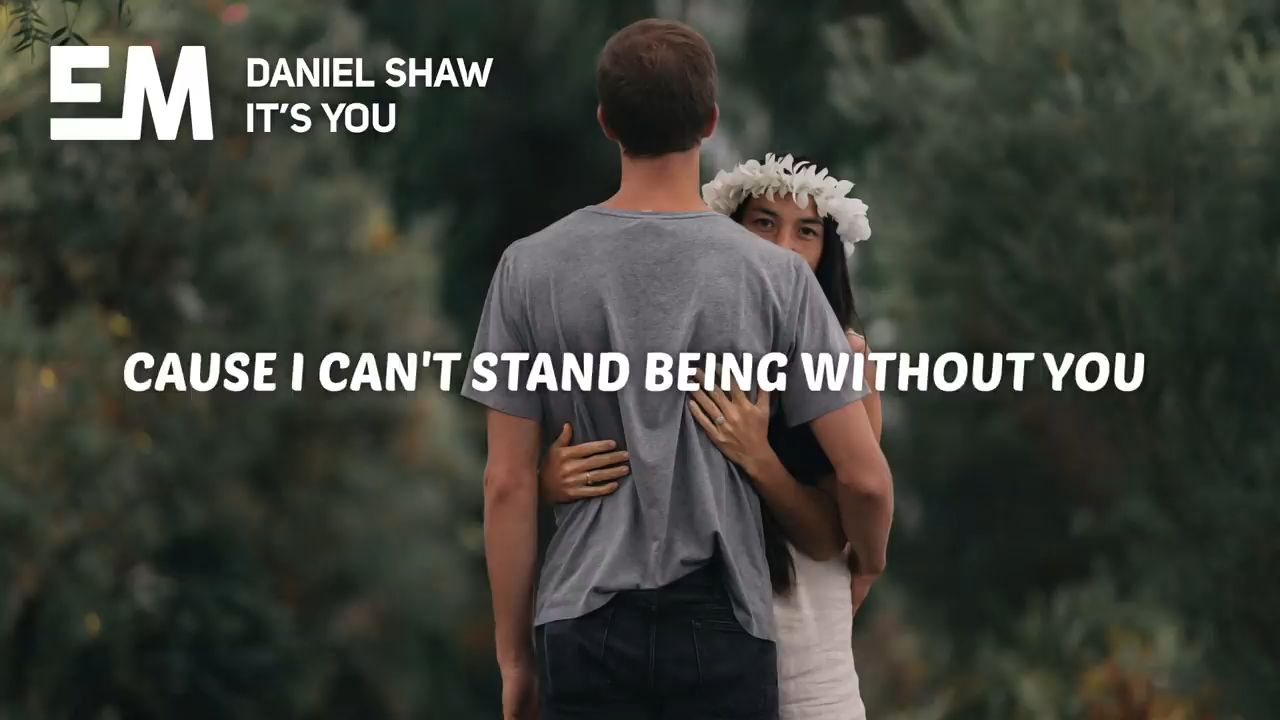 EM
DANIEL SHAW
IT'S YOU
CAUSE I CAN'T STAND BEING WITHOUT YOU